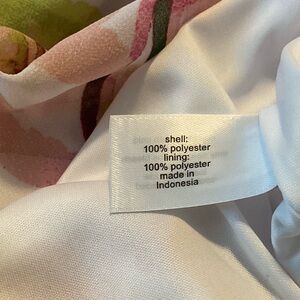 shell:
100% polyester
lining:
100% polyester
made in
Indonesia